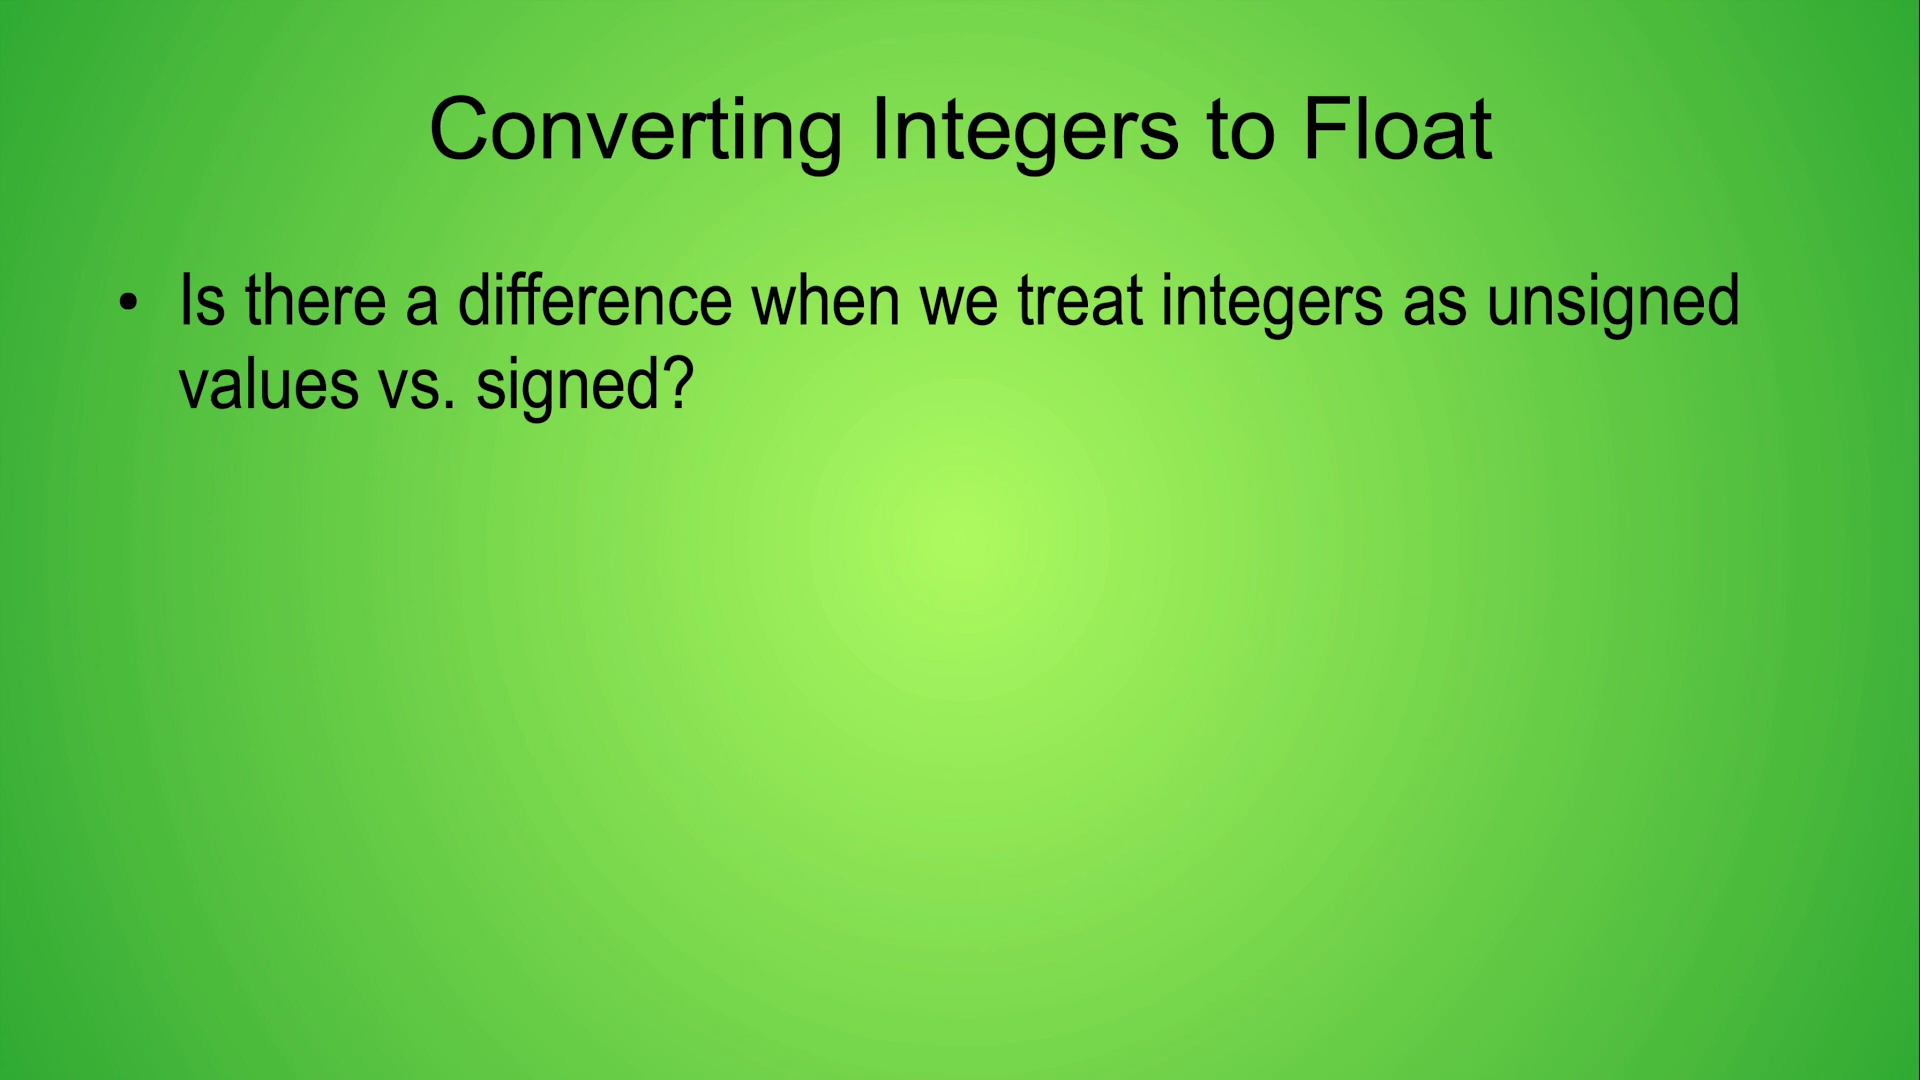 Converting Integers to Float
• Is there a difference when we treat integers as unsigned
values vs. signed?